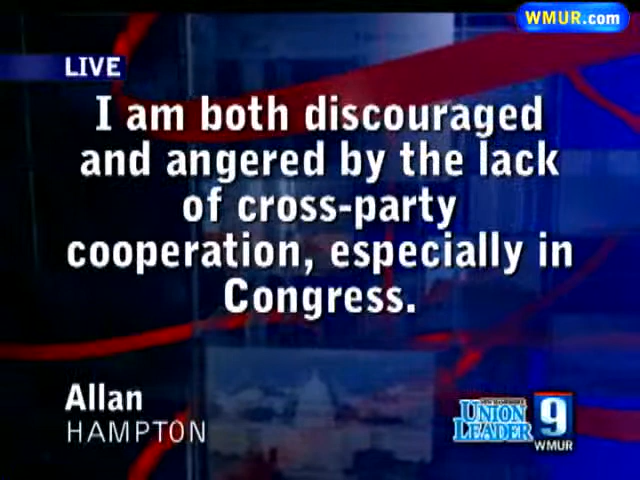 WMUR.com
LIVE
I am both discouraged
and angered by the lack
of cross-party
cooperation, especially in
Congress.
Allan
HAMPTON
UNION
LEADER
9
WMUR